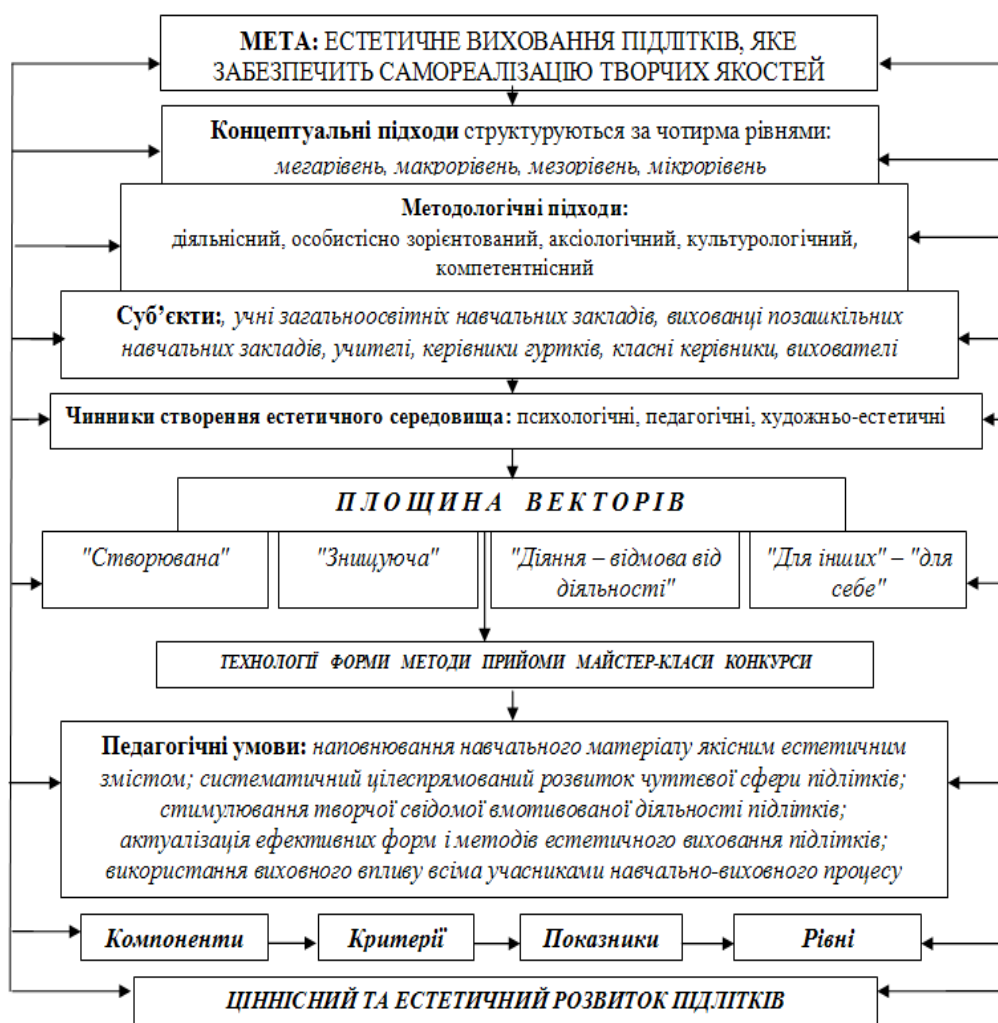 МЕТА: ЕСТЕТИЧНЕ ВИХОВАННЯ ПІДЛІТКІВ, ЯКЕ
ЗАБЕЗПЕЧИТЬ САМОРЕАЛІЗАЦІЮ ТВОРЧИХ ЯКОСТЕЙ
Концептуальні підходи структуруються за чотирма рівнями:
мегарівень, макрорівень, мезорівень, мікрорівень
Методологічні підходи:
діяльнісний, особистісно зорієнтований, аксіологічний, культурологічний,
компетентнісний
Суб’єкти:, учні загальноосвітніх навчальних закладів, вихованці позашкільних
навчальних закладів, учителі, керівники гуртків, класні керівники, вихователі
Чинники створення естетичного середовища: психологічні, педагогічні, художньо-естетичні
ПЛОЩИНА ВЕКТОРІВ
"Створювана"
"Знищуюча"
"Діяння – відмова від
діяльності"
"Для інших" – "для
себе"
ТЕХНОЛОГІЇ ФОРМИ МЕТОДИ ПРИЙОМИ МАЙСТЕР-КЛАСИ КОНКУРСИ
Педагогічні умови: наповнювання навчального матеріалу якісним естетичним
змістом; систематичний цілеспрямований розвиток чуттєвої сфери підлітків;
стимулювання творчої свідомої вмотивованої діяльності підлітків;
актуалізація ефективних форм і методів естетичного виховання підлітків;
використання виховного впливу всіма учасниками навчально-виховного процесу
Компоненти
Критерії
Показники
Рівні
ЦІННІСНИЙ ТА ЕСТЕТИЧНИЙ РОЗВИТОК ПІДЛІТКІВ